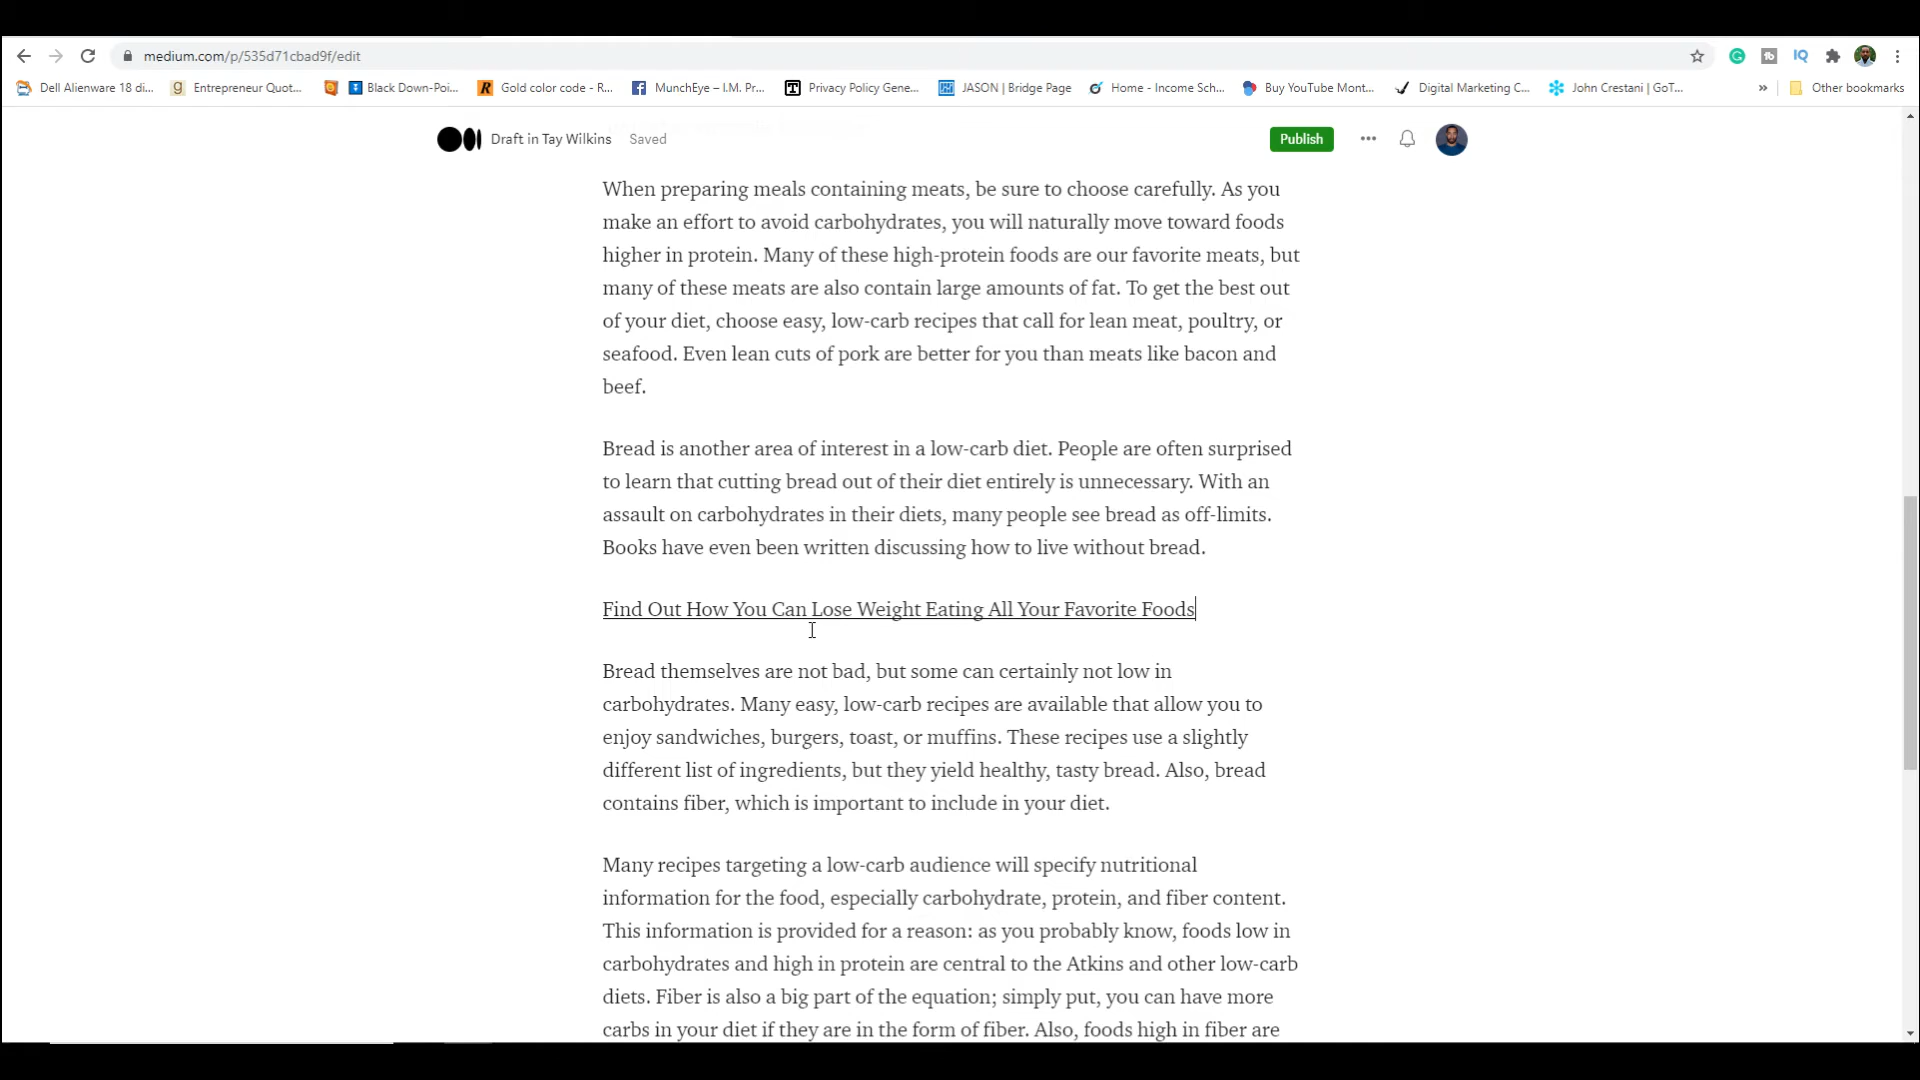 medium.com/p/535d71cbad9f/edit
Dell Alienware 18 di...
Entrepreneur Quot...
Black Down-Poi...
Gold color code - R...
MunchEye – I.M. Pr...
Privacy Policy Gene...
JASON | Bridge Page
Home - Income Sch...
Buy YouTube Mont...
Digital Marketing C...
John Crestani | GoT...
»
Other bookmarks
Draft in Tay Wilkins
Saved
Publish
When preparing meals containing meats, be sure to choose carefully. As you
make an effort to avoid carbohydrates, you will naturally move toward foods
higher in protein. Many of these high-protein foods are our favorite meats, but
many of these meats are also contain large amounts of fat. To get the best out
of your diet, choose easy, low-carb recipes that call for lean meat, poultry, or
seafood. Even lean cuts of pork are better for you than meats like bacon and
beef.
Bread is another area of interest in a low-carb diet. People are often surprised
to learn that cutting bread out of their diet entirely is unnecessary. With an
assault on carbohydrates in their diets, many people see bread as off-limits.
Books have even been written discussing how to live without bread.
Find Out How You Can Lose Weight Eating All Your Favorite Foods
Bread themselves are not bad, but some can certainly not low in
carbohydrates. Many easy, low-carb recipes are available that allow you to
enjoy sandwiches, burgers, toast, or muffins. These recipes use a slightly
different list of ingredients, but they yield healthy, tasty bread. Also, bread
contains fiber, which is important to include in your diet.
Many recipes targeting a low-carb audience will specify nutritional
information for the food, especially carbohydrate, protein, and fiber content.
This information is provided for a reason: as you probably know, foods low in
carbohydrates and high in protein are central to the Atkins and other low-carb
diets. Fiber is also a big part of the equation; simply put, you can have more
carbs in your diet if they are in the form of fiber. Also, foods high in fiber are